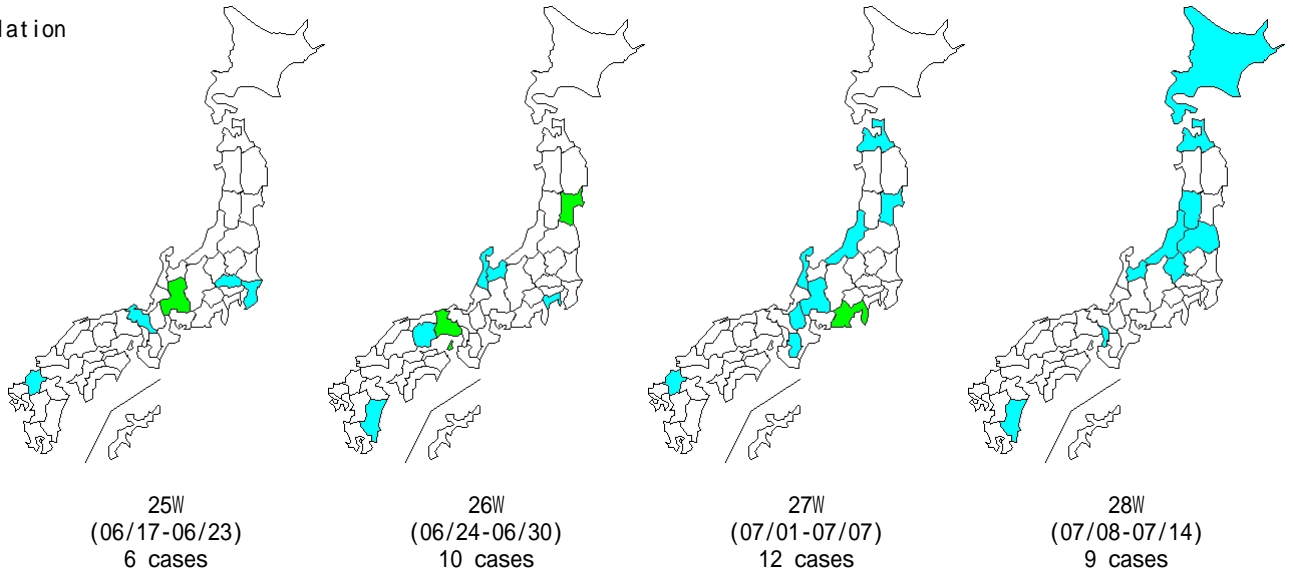 lation
25W
(06/17-06/23)
6 cases
26W
(06/24-06/30)
10 cases
27W
(07/01-07/07)
12 cases
28W
(07/08-07/14)
9 cases